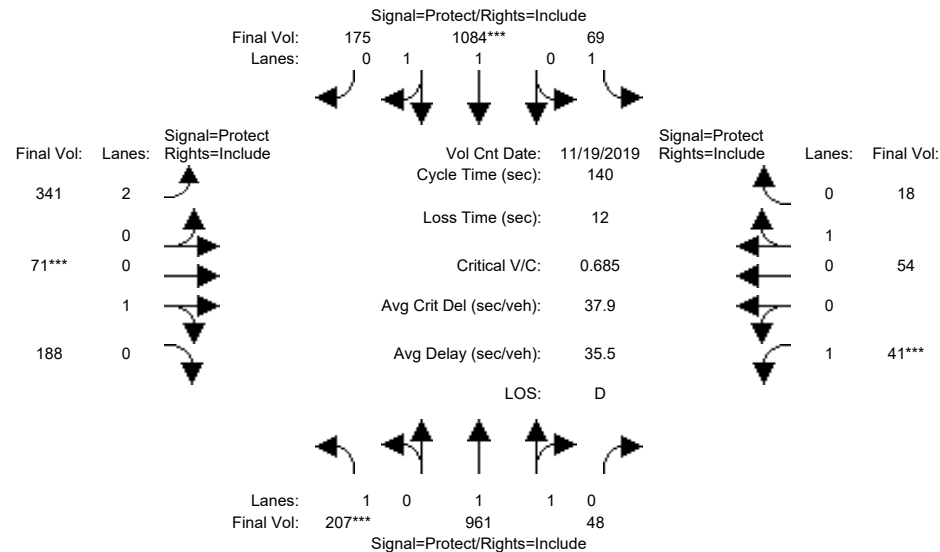 Signal=Protect/Rights=Include
Final Vol: 175 1084*** 69
Lanes: 0 1 1 0 1
Signal=Protect Signal=Protect
Final Vol: Lanes: Rights=Include Vol Cnt Date: 11/19/2019 Rights=Include Lanes: Final Vol:
Cycle Time (sec): 140
341 2 0 18
Loss Time (sec): 12
0 1
71*** 0 Critical V/C: 0.685 0 54
1 Avg Crit Del (sec/veh): 37.9 0
188 0 Avg Delay (sec/veh): 35.5 1 41***
LOS: D
Lanes: 1 0 1 1 0
Final Vol: 207*** 961 48
Signal=Protect/Rights=Include